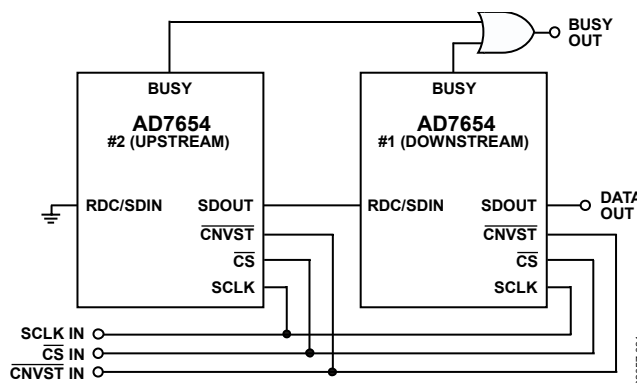 BUSY
OUT
BUSY
BUSY
AD7654
#2 (UPSTREAM)
AD7654
#1 (DOWNSTREAM)
RDC/SDIN
SDOUT
RDC/SDIN
SDOUT
DATA
OUT
CNVST
CNVST
CS
CS
SCLK
SCLK
SCLK IN
CS IN
CNVST IN